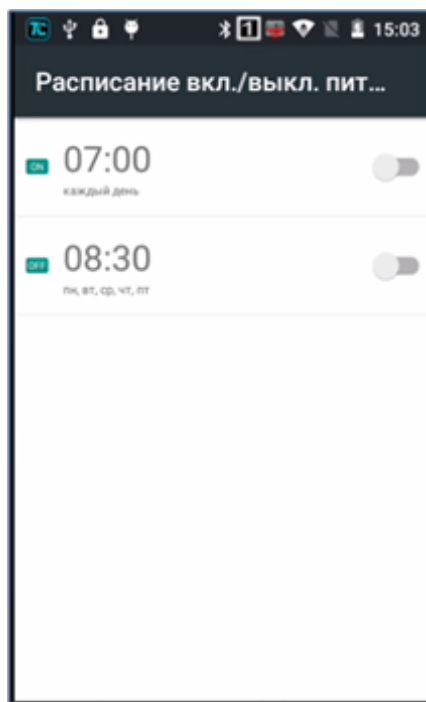 1 15:03
Расписание вкл./выкл. пит...
ON 07:00
каждый день
OFF 08:30
пн, вт, ср, чт, пт